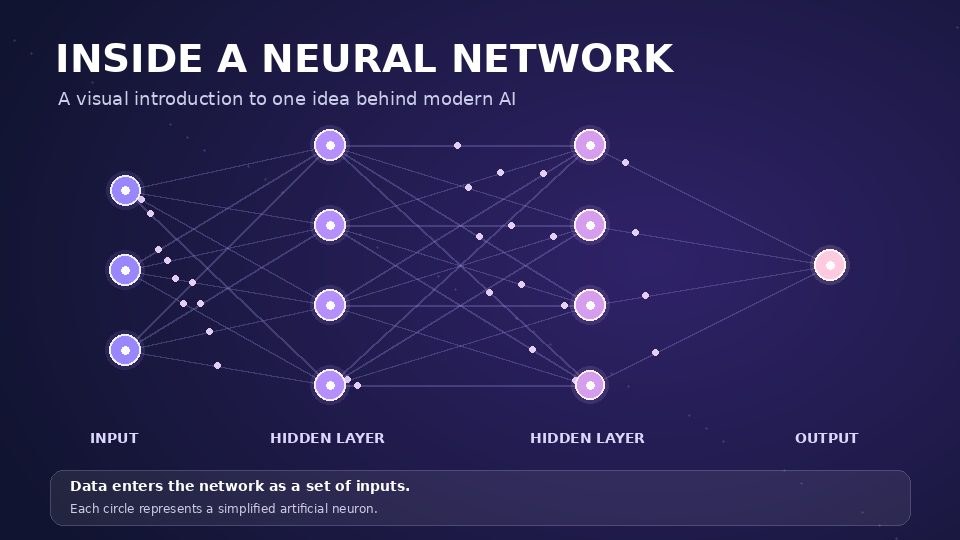 INSIDE A NEURAL NETWORK
A visual introduction to one idea behind modern AI
INPUT
HIDDEN LAYER
HIDDEN LAYER
OUTPUT
Data enters the network as a set of inputs.
Each circle represents a simplified artificial neuron.